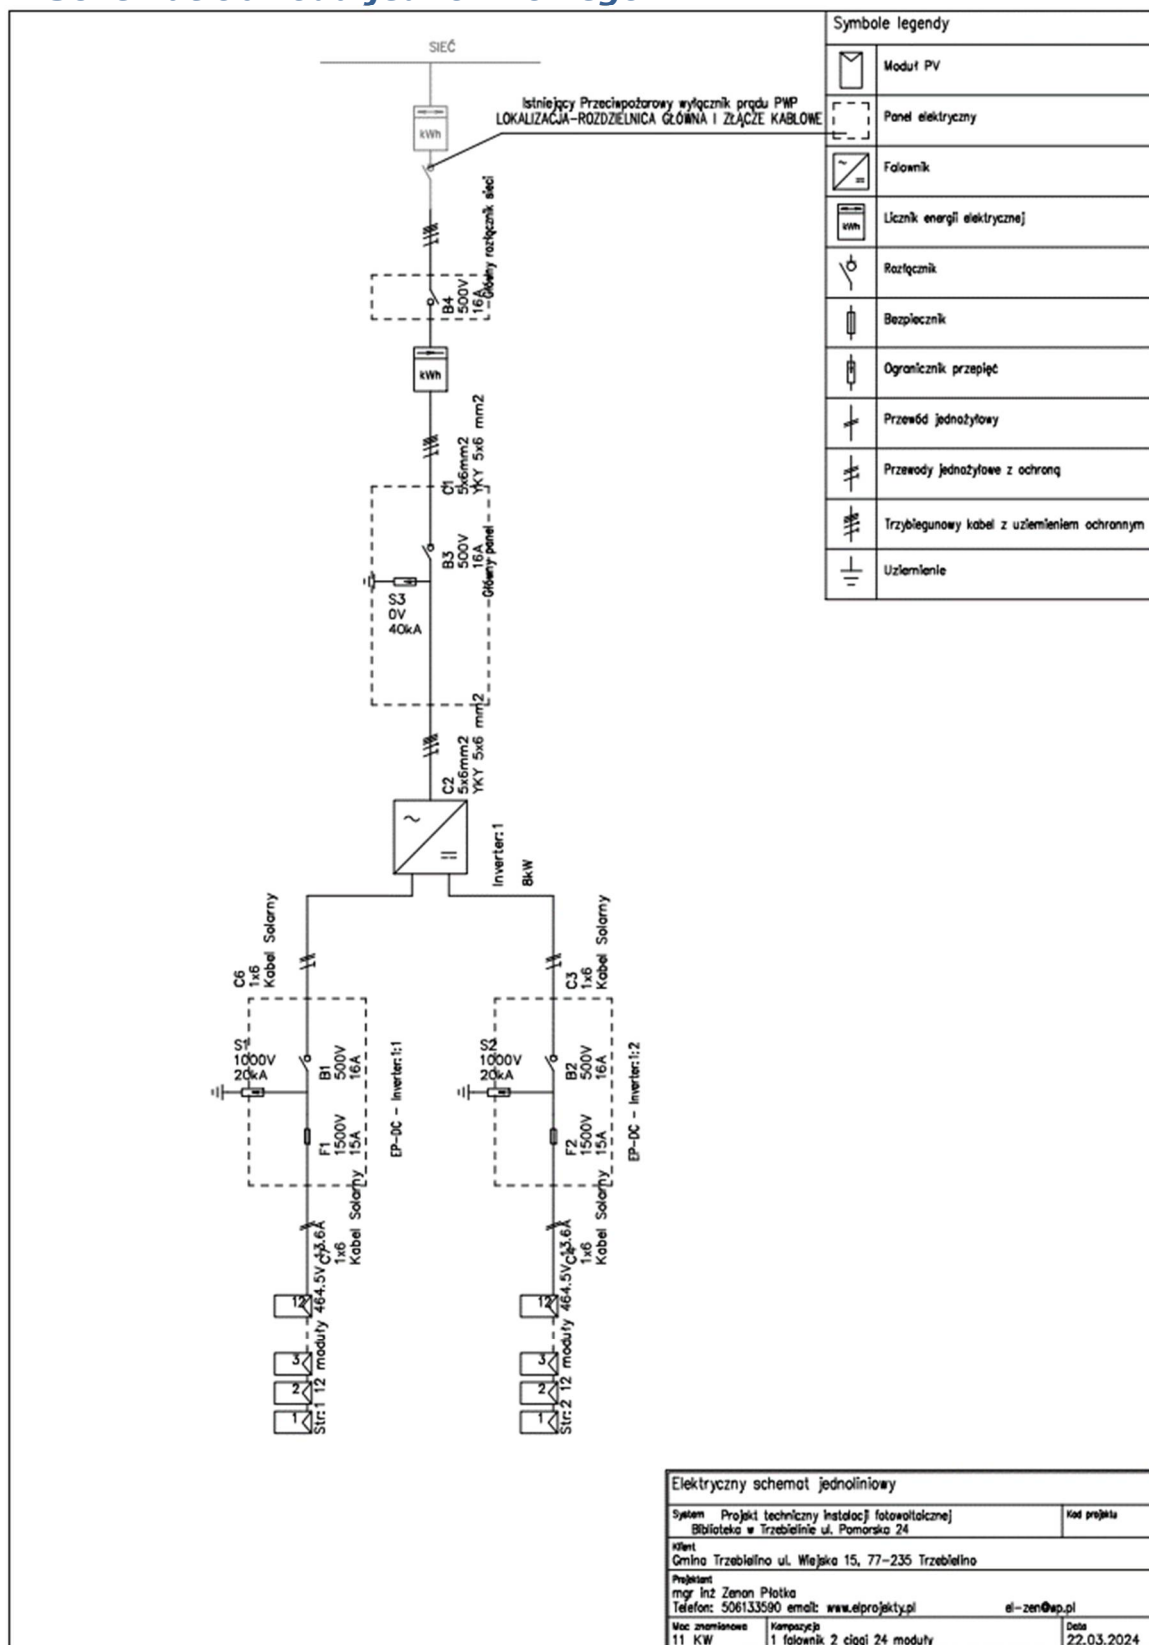 SIEĆ
Istniejący Przeciwpożarowy wyłącznik prądu PWP
LOKALIZACJA-ROZDZIELNICA GŁÓWNA I ZŁĄCZE KABLOWE
kWh
Główny rozłącznik sieci
B4
500V
16A
kWh
C1
5x6mm2
YKY 5x6 mm2
B3
500V
16A
Główny panel
S3
0V
40kA
C2
5x6mm2
YKY 5x6 mm2
Inverter:1
8kW
C6
1x6
Kabel Solarny
C3
1x6
Kabel Solarny
S1
1000V
20kA
B1
500V
16A
F1
1500V
15A
EP-DC - Inverter:1:1
S2
1000V
20kA
B2
500V
16A
F2
1500V
15A
EP-DC - Inverter:1:2
C7
1x6
Kabel Solarny
C4
1x6
Kabel Solarny
12
3
2
1
Str:1 12 moduły 464.5V 13.6A
12
3
2
1
Str:2 12 moduły 464.5V 13.6A
Symbole legendy
Moduł PV
Panel elektryczny
Falownik
kWh
Licznik energii elektrycznej
Rozłącznik
Bezpiecznik
Ogranicznik przepięć
Przewód jednożyłowy
Przewody jednożyłowe z ochroną
Trzybiegunowy kabel z uziemieniem ochronnym
Uziemienie
Elektryczny schemat jednoliniowy
System Projekt techniczny instalacji fotowoltaicznej
Biblioteka w Trzebielinie ul. Pomorska 24
Kod projektu
Klient
Gmina Trzebielino ul. Wiejska 15, 77-235 Trzebielino
Projektant
mgr inż Zenon Płotka
Telefon: 506133590 email: www.elprojekty.pl el-zen@wp.pl
Moc znamionowa
11 KW
Kompozycja
1 falownik 2 ciągi 24 moduły
Data
22.03.2024